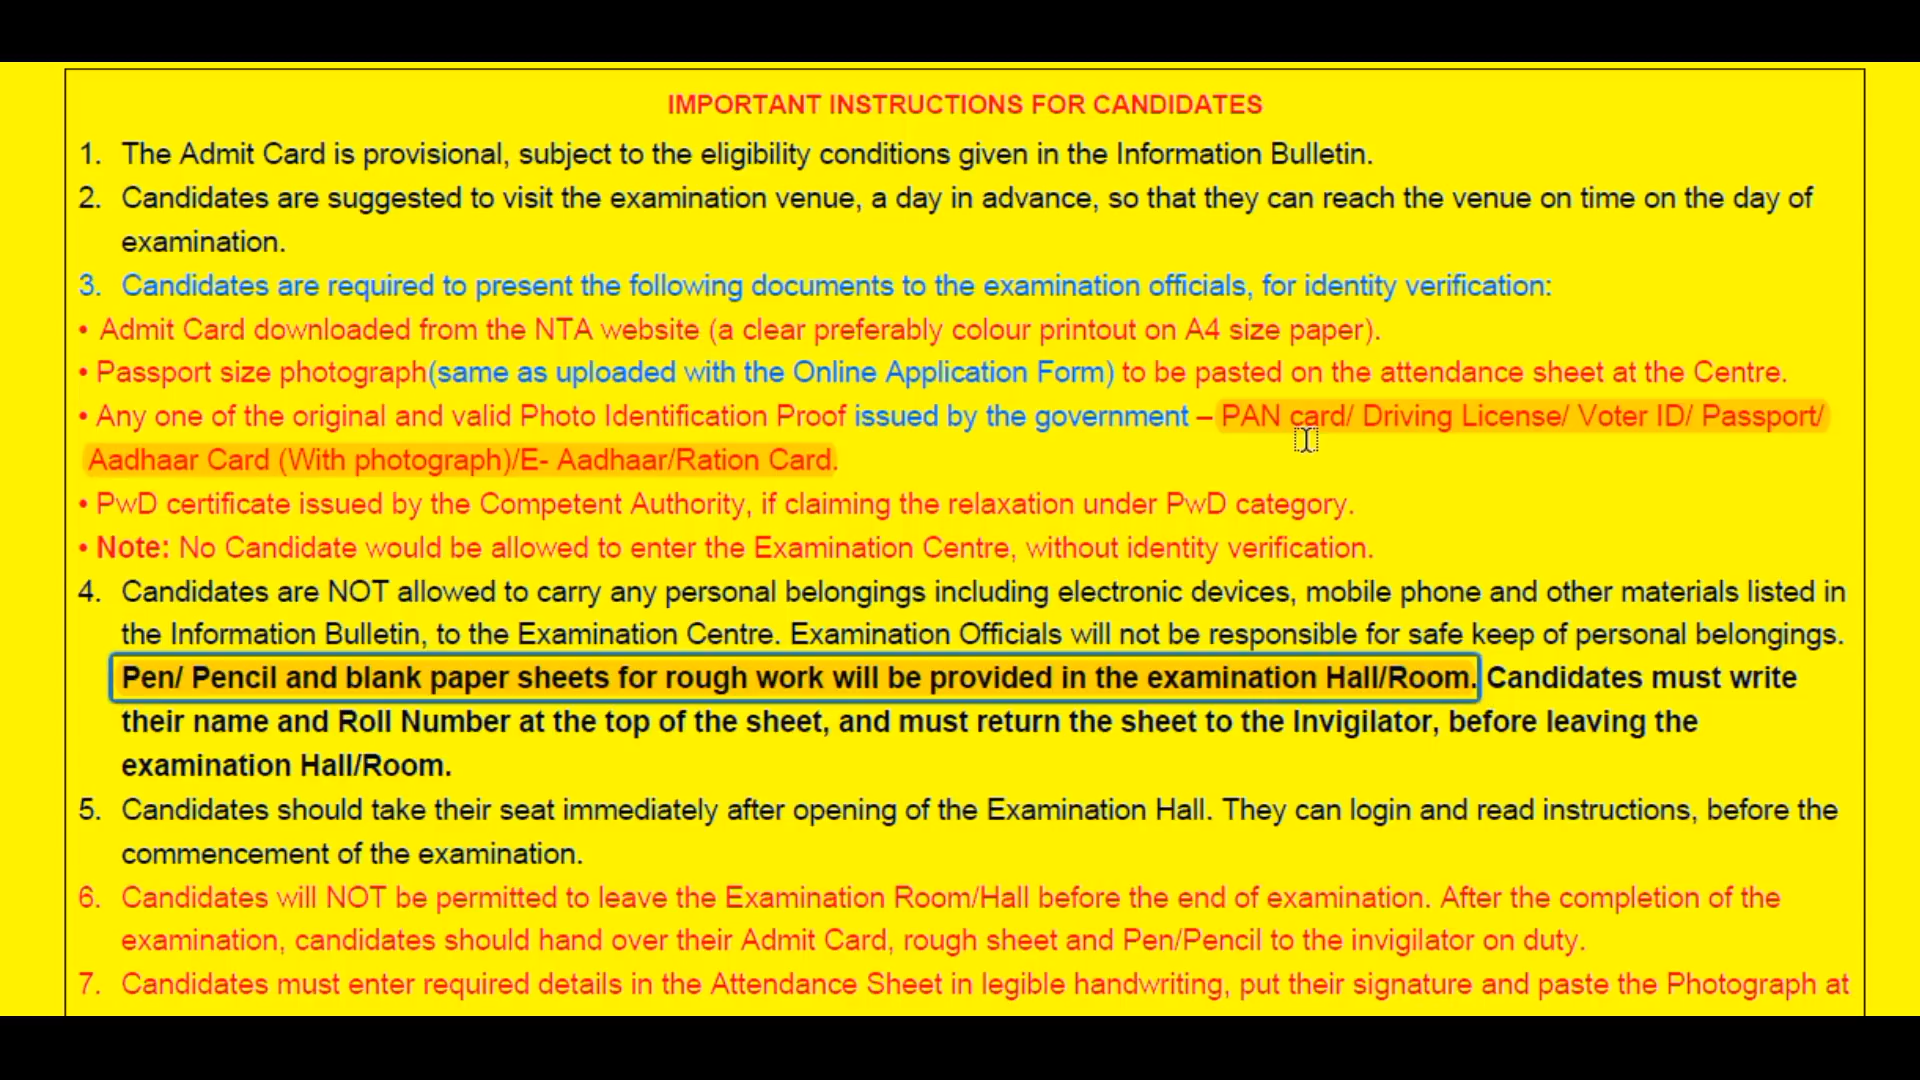 IMPORTANT INSTRUCTIONS FOR CANDIDATES
1. The Admit Card is provisional, subject to the eligibility conditions given in the Information Bulletin.
2. Candidates are suggested to visit the examination venue, a day in advance, so that they can reach the venue on time on the day of
examination.
3. Candidates are required to present the following documents to the examination officials, for identity verification:
• Admit Card downloaded from the NTA website (a clear preferably colour printout on A4 size paper).
• Passport size photograph(same as uploaded with the Online Application Form) to be pasted on the attendance sheet at the Centre.
• Any one of the original and valid Photo Identification Proof issued by the government – PAN card/ Driving License/ Voter ID/ Passport/
Aadhaar Card (With photograph)/E- Aadhaar/Ration Card.
• PwD certificate issued by the Competent Authority, if claiming the relaxation under PwD category.
• Note: No Candidate would be allowed to enter the Examination Centre, without identity verification.
4. Candidates are NOT allowed to carry any personal belongings including electronic devices, mobile phone and other materials listed in
the Information Bulletin, to the Examination Centre. Examination Officials will not be responsible for safe keep of personal belongings.
Pen/ Pencil and blank paper sheets for rough work will be provided in the examination Hall/Room. Candidates must write
their name and Roll Number at the top of the sheet, and must return the sheet to the Invigilator, before leaving the
examination Hall/Room.
5. Candidates should take their seat immediately after opening of the Examination Hall. They can login and read instructions, before the
commencement of the examination.
6. Candidates will NOT be permitted to leave the Examination Room/Hall before the end of examination. After the completion of the
examination, candidates should hand over their Admit Card, rough sheet and Pen/Pencil to the invigilator on duty.
7. Candidates must enter required details in the Attendance Sheet in legible handwriting, put their signature and paste the Photograph at